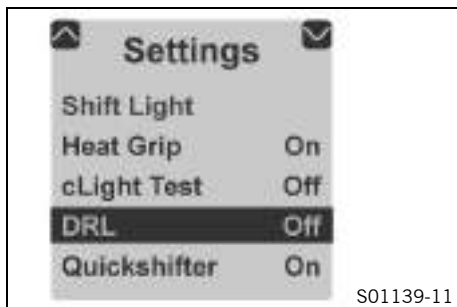 Settings
Shift Light
Heat Grip On
cLight Test Off
DRL Off
Quickshifter On
S01139-11